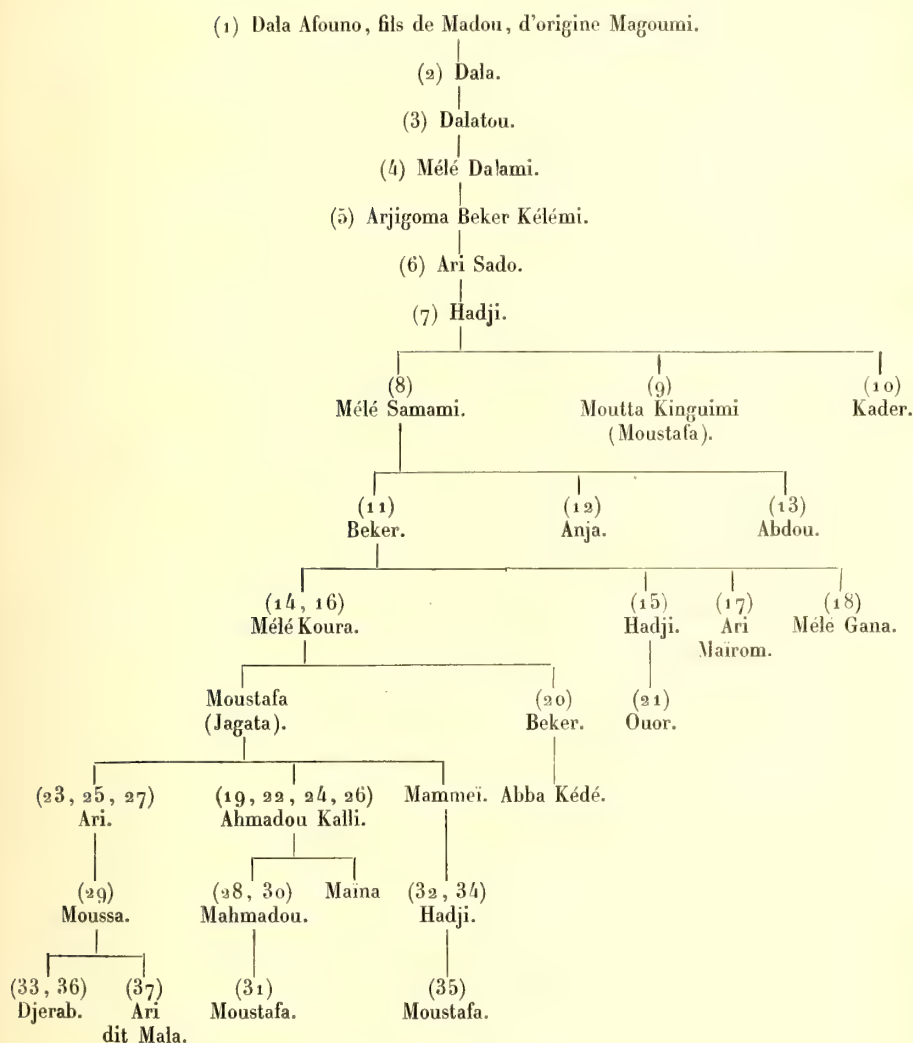 (1) Dala Afouno, fils de Madou, d'origine Magoumi.
(2) Dala.
(3) Dalatou.
(4) Mélé Dalami.
(5) Arjigoma Beker Kélémi.
(6) Ari Sado.
(7) Hadji.
(8) (9) (10)
Mélé Samami. Moutta Kinguimi Kader.
(Moustafa).
(11) (12) (13)
Beker. Anja. Abdou.
(14, 16) (15) (17) (18)
Mélé Koura. Hadji. Ari Mélé Gana.
Maïrom.
Moustafa (20) (21)
(Jagata). Beker. Ouor.
(23, 25, 27) (19, 22, 24, 26) Mammeï. Abba Kédé.
Ari. Ahmadou Kalli.
(29) (28, 30) Maïna (32, 34)
Moussa. Mahmadou. Hadji.
(33, 36) (37) (31) (35)
Djerab. Ari Moustafa. Moustafa.
dit Mala.